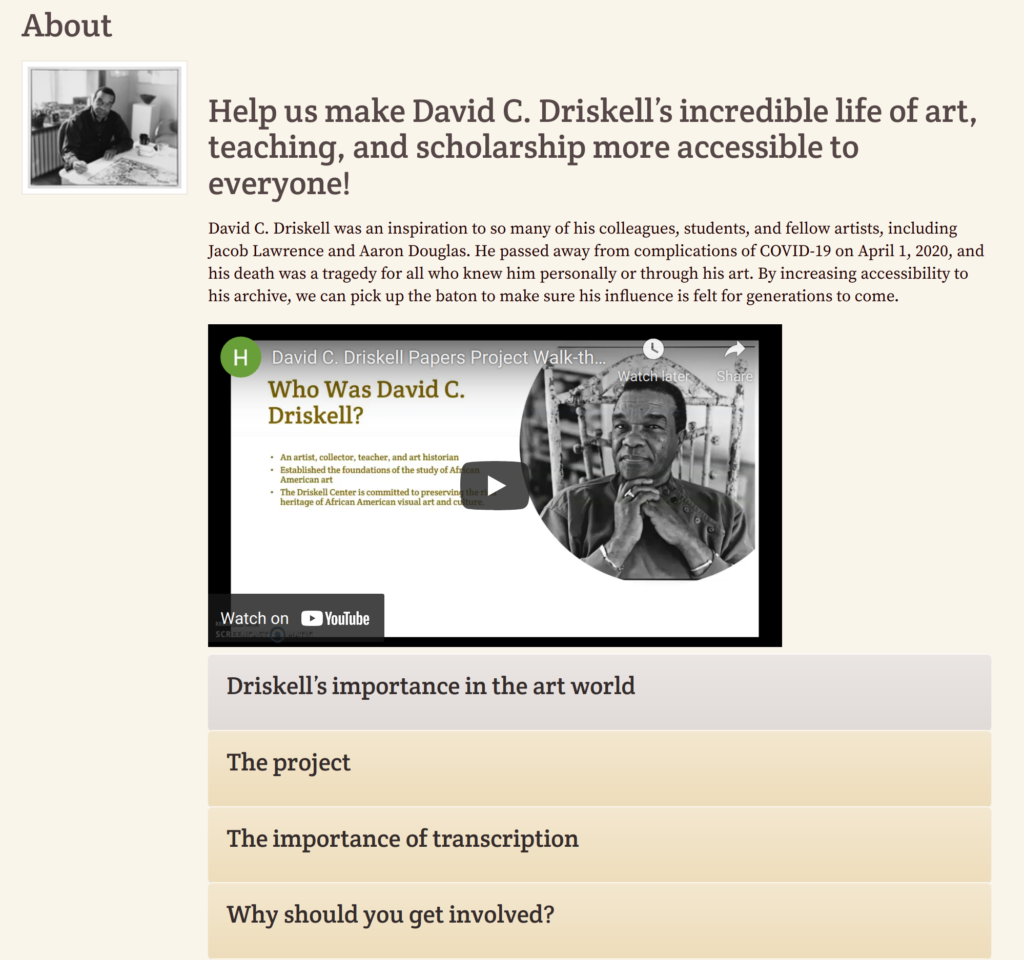 About
Help us make David C. Driskell’s incredible life of art,
teaching, and scholarship more accessible to
everyone!
David C. Driskell was an inspiration to so many of his colleagues, students, and fellow artists, including
Jacob Lawrence and Aaron Douglas. He passed away from complications of COVID-19 on April 1, 2020, and
his death was a tragedy for all who knew him personally or through his art. By increasing accessibility to
his archive, we can pick up the baton to make sure his influence is felt for generations to come.
H David C. Driskell Papers Project Walk-th...
Watch later Share
Who Was David C.
Driskell?
• An artist, collector, teacher, and art historian
• Established the foundations of the study of African
American art
• The Driskell Center is committed to preserving the
heritage of African American visual art and culture
Watch on YouTube
Driskell’s importance in the art world
The project
The importance of transcription
Why should you get involved?